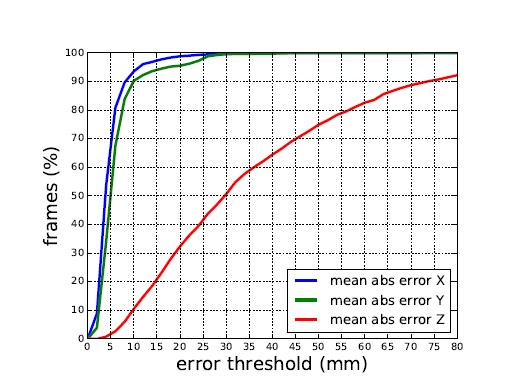 100
90
80
70
60
50
40
30
20
10
0
frames (%)
mean abs error X
mean abs error Y
mean abs error Z
0 5 10 15 20 25 30 35 40 45 50 55 60 65 70 75 80
error threshold (mm)